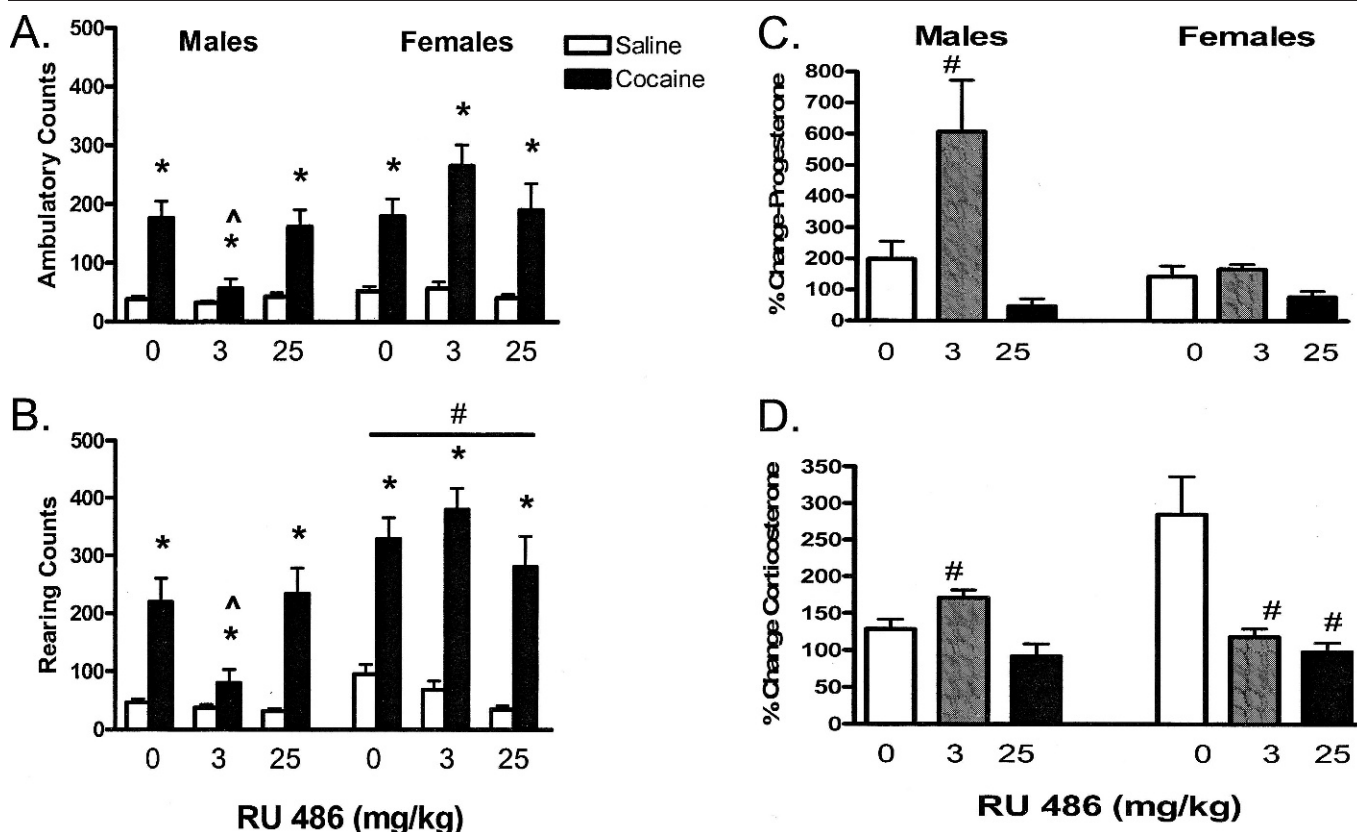 A.
Males Females
Saline
Cocaine
Ambulatory Counts
500
400
300
200
100
0
* ^ * * * * *
0 3 25 0 3 25
B.
Rearing Counts
500
400
300
200
100
0
#
* ^ * * * * *
0 3 25 0 3 25
RU 486 (mg/kg)
C.
Males Females
% Change-Progesterone
800
700
600
500
400
300
200
100
0
#
0 3 25 0 3 25
D.
% Change Corticosterone
350
300
250
200
150
100
50
0
# # #
0 3 25 0 3 25
RU 486 (mg/kg)